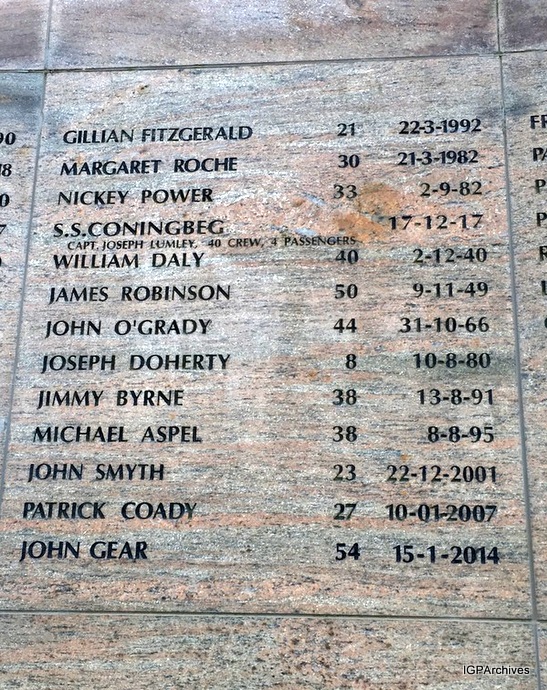 GILLIAN FITZGERALD 21 22-3-1992
MARGARET ROCHE 30 21-3-1982
NICKEY POWER 33 2-9-82
S.S.CONINGBEG 17-12-17
CAPT. JOSEPH LUMLEY, 40 CREW, 4 PASSENGERS
WILLIAM DALY 40 2-12-40
JAMES ROBINSON 50 9-11-49
JOHN O'GRADY 44 31-10-66
JOSEPH DOHERTY 8 10-8-80
JIMMY BYRNE 38 13-8-91
MICHAEL ASPEL 38 8-8-95
JOHN SMYTH 23 22-12-2001
PATRICK COADY 27 10-01-2007
JOHN GEAR 54 15-1-2014
IGPArchives